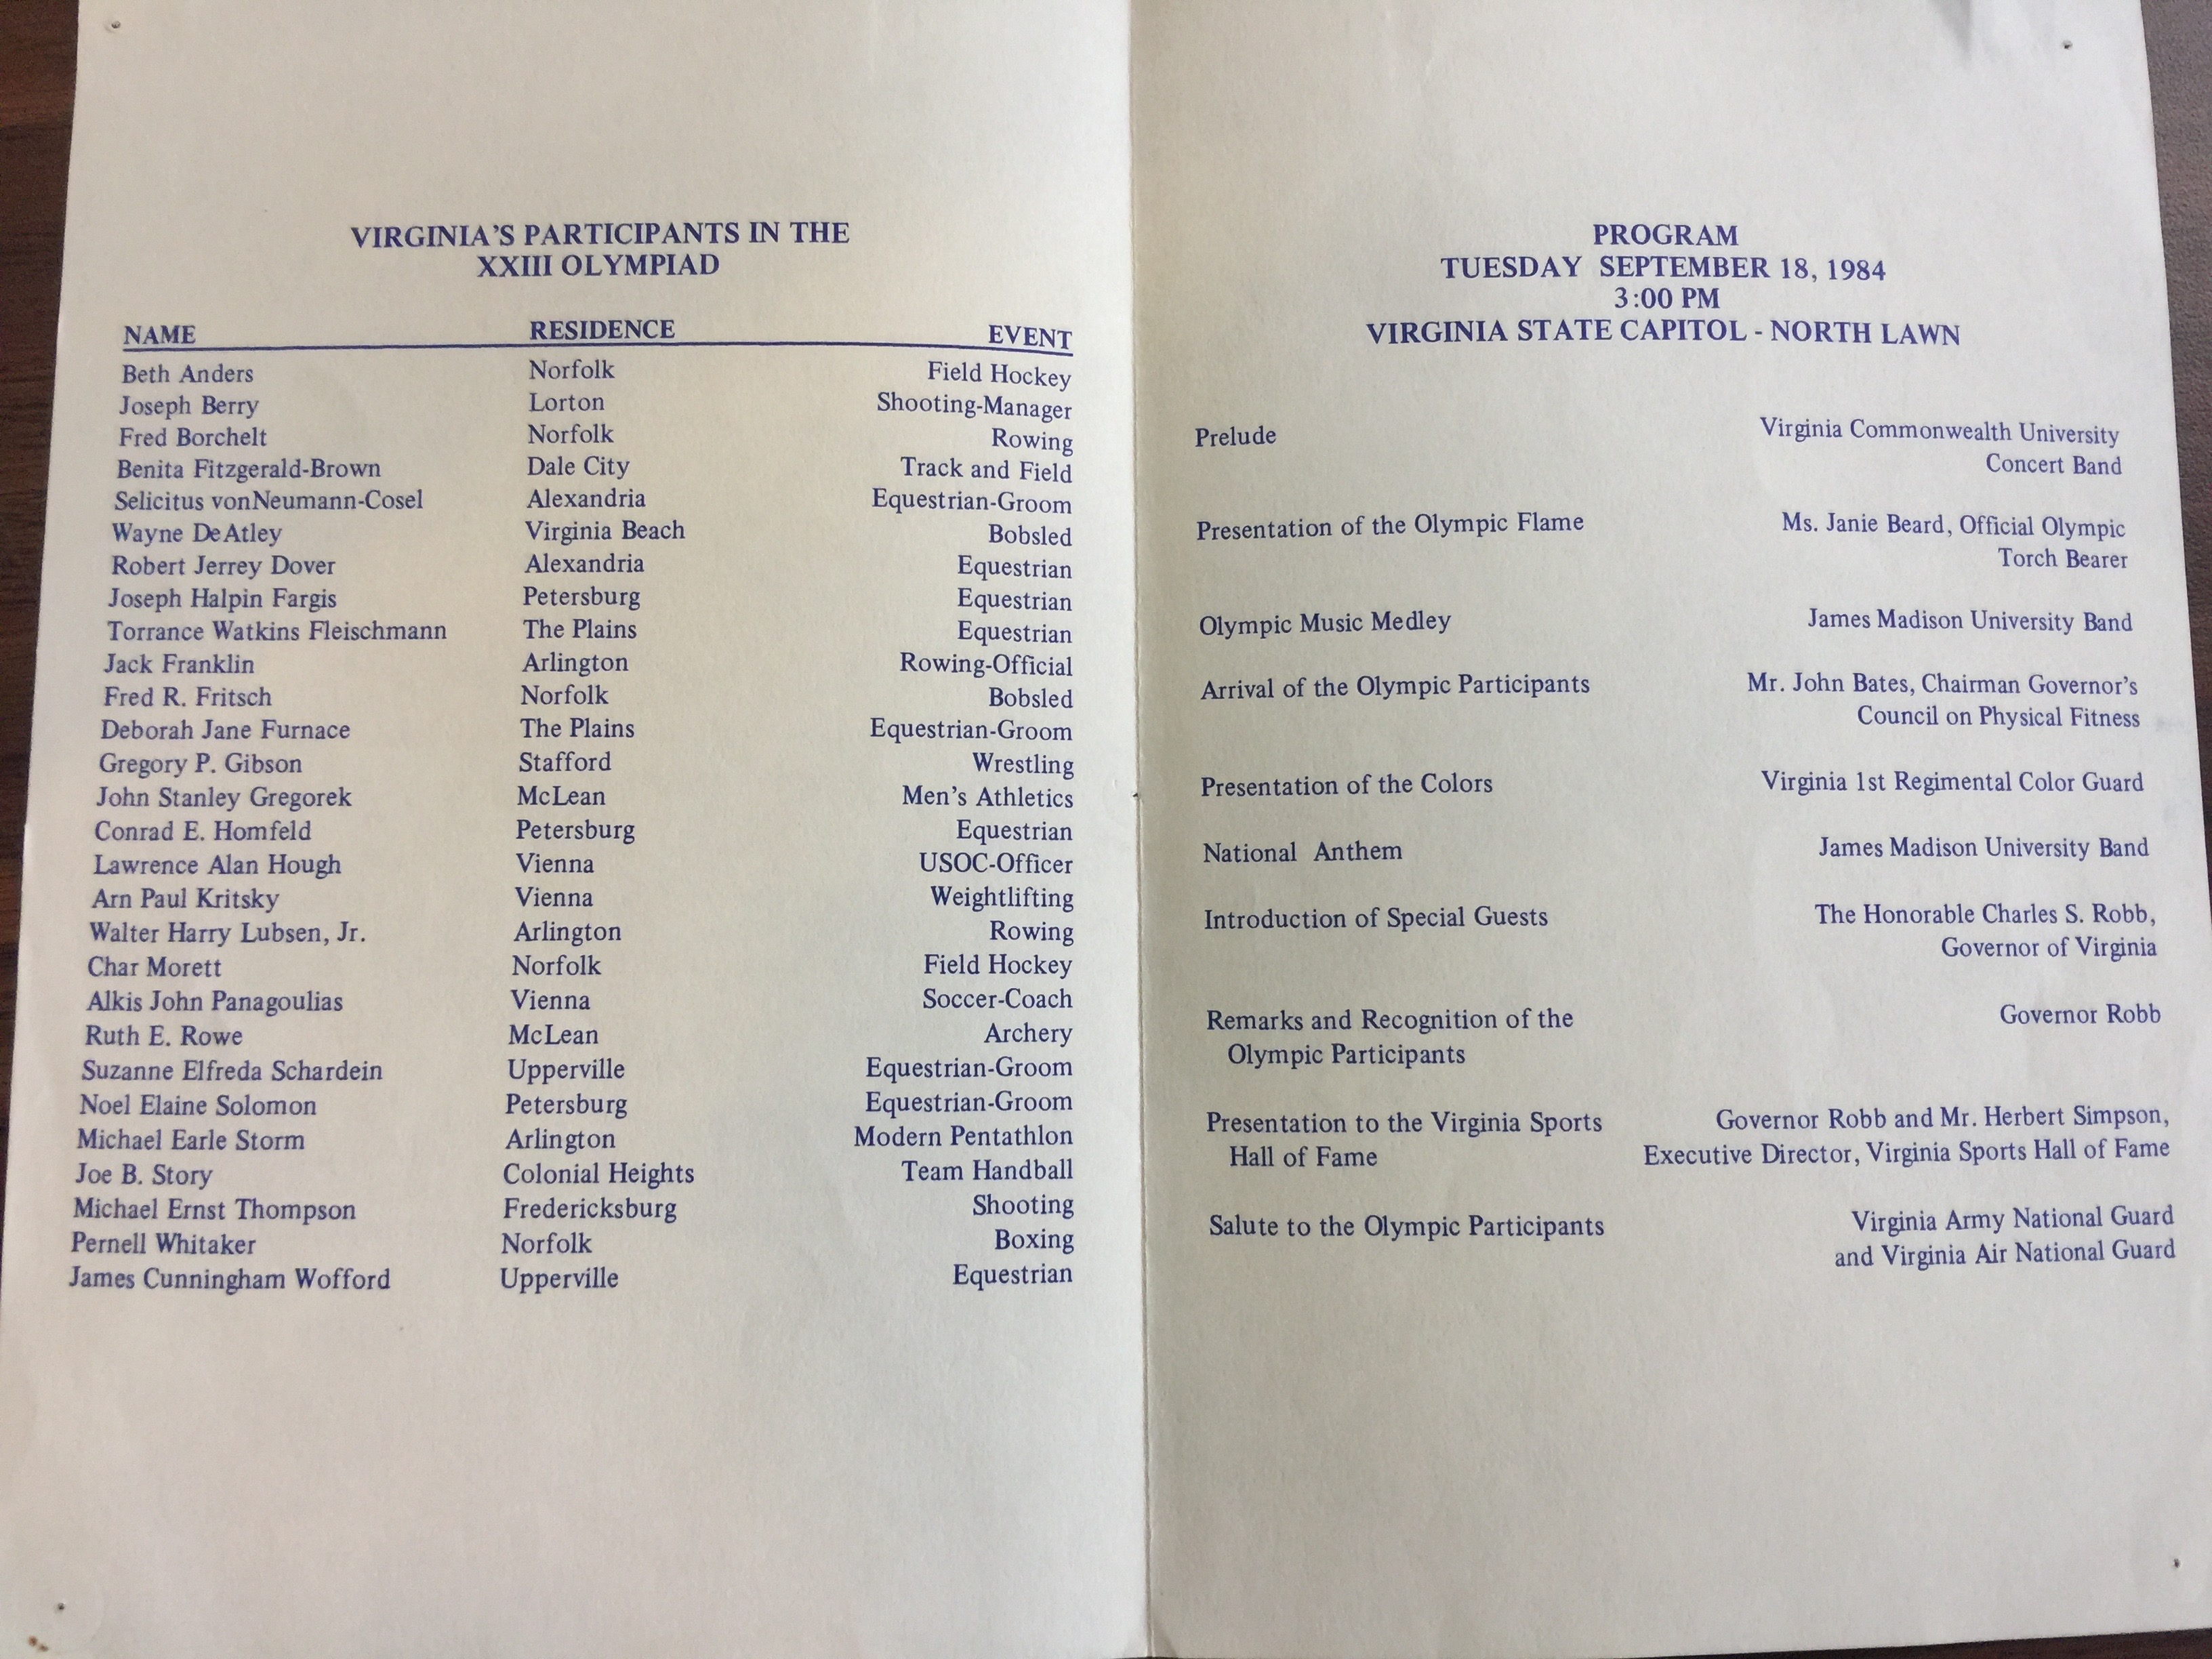 VIRGINIA'S PARTICIPANTS IN THE
XXIII OLYMPIAD
NAME RESIDENCE EVENT
Beth Anders Norfolk Field Hockey
Joseph Berry Lorton Shooting-Manager
Fred Borchelt Norfolk Rowing
Benita Fitzgerald-Brown Dale City Track and Field
Selicitus vonNeumann-Cosel Alexandria Equestrian-Groom
Wayne DeAtley Virginia Beach Bobsled
Robert Jerrey Dover Alexandria Equestrian
Joseph Halpin Fargis Petersburg Equestrian
Torrance Watkins Fleischmann The Plains Equestrian
Jack Franklin Arlington Rowing-Official
Fred R. Fritsch Norfolk Bobsled
Deborah Jane Furnace The Plains Equestrian-Groom
Gregory P. Gibson Stafford Wrestling
John Stanley Gregorek McLean Men's Athletics
Conrad E. Homfeld Petersburg Equestrian
Lawrence Alan Hough Vienna USOC-Officer
Arn Paul Kritsky Vienna Weightlifting
Walter Harry Lubsen, Jr. Arlington Rowing
Char Morett Norfolk Field Hockey
Alkis John Panagoulias Vienna Soccer-Coach
Ruth E. Rowe McLean Archery
Suzanne Elfreda Schardein Upperville Equestrian-Groom
Noel Elaine Solomon Petersburg Equestrian-Groom
Michael Earle Storm Arlington Modern Pentathlon
Joe B. Story Colonial Heights Team Handball
Michael Ernst Thompson Fredericksburg Shooting
Pernell Whitaker Norfolk Boxing
James Cunningham Wofford Upperville Equestrian
PROGRAM
TUESDAY SEPTEMBER 18, 1984
3:00 PM
VIRGINIA STATE CAPITOL - NORTH LAWN
Prelude Virginia Commonwealth University
Concert Band
Presentation of the Olympic Flame Ms. Janie Beard, Official Olympic
Torch Bearer
Olympic Music Medley James Madison University Band
Arrival of the Olympic Participants Mr. John Bates, Chairman Governor's
Council on Physical Fitness
Presentation of the Colors Virginia 1st Regimental Color Guard
National Anthem James Madison University Band
Introduction of Special Guests The Honorable Charles S. Robb,
Governor of Virginia
Remarks and Recognition of the Governor Robb
Olympic Participants
Presentation to the Virginia Sports Governor Robb and Mr. Herbert Simpson,
Hall of Fame Executive Director, Virginia Sports Hall of Fame
Salute to the Olympic Participants Virginia Army National Guard
and Virginia Air National Guard